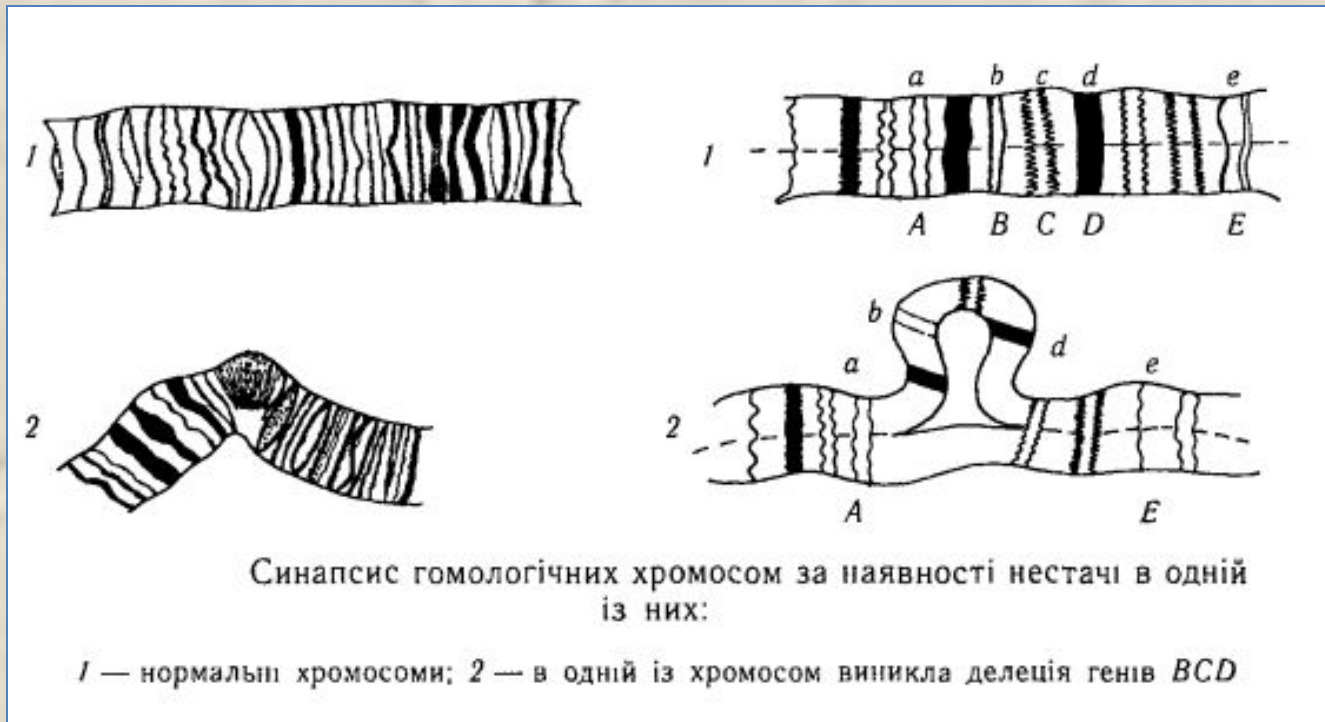 1
a b c d e
1
A B C D E
2
b
a d e
2
A E
Синапсис гомологічних хромосом за наявності нестачі в одній
із них:
1 — нормальні хромосоми; 2 — в одній із хромосом виникла делеція генів BCD